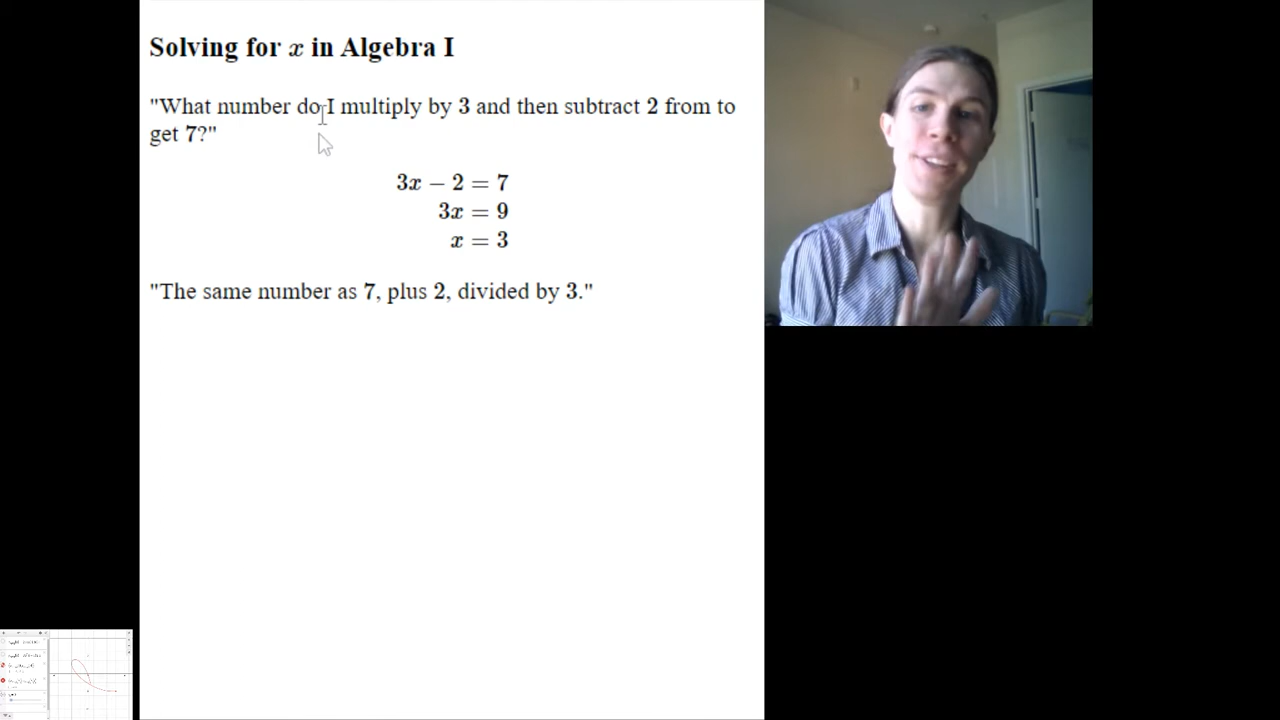 Solving for x in Algebra I
"What number do I multiply by 3 and then subtract 2 from to
get 7?"
3x − 2 = 7
3x = 9
x = 3
"The same number as 7, plus 2, divided by 3."